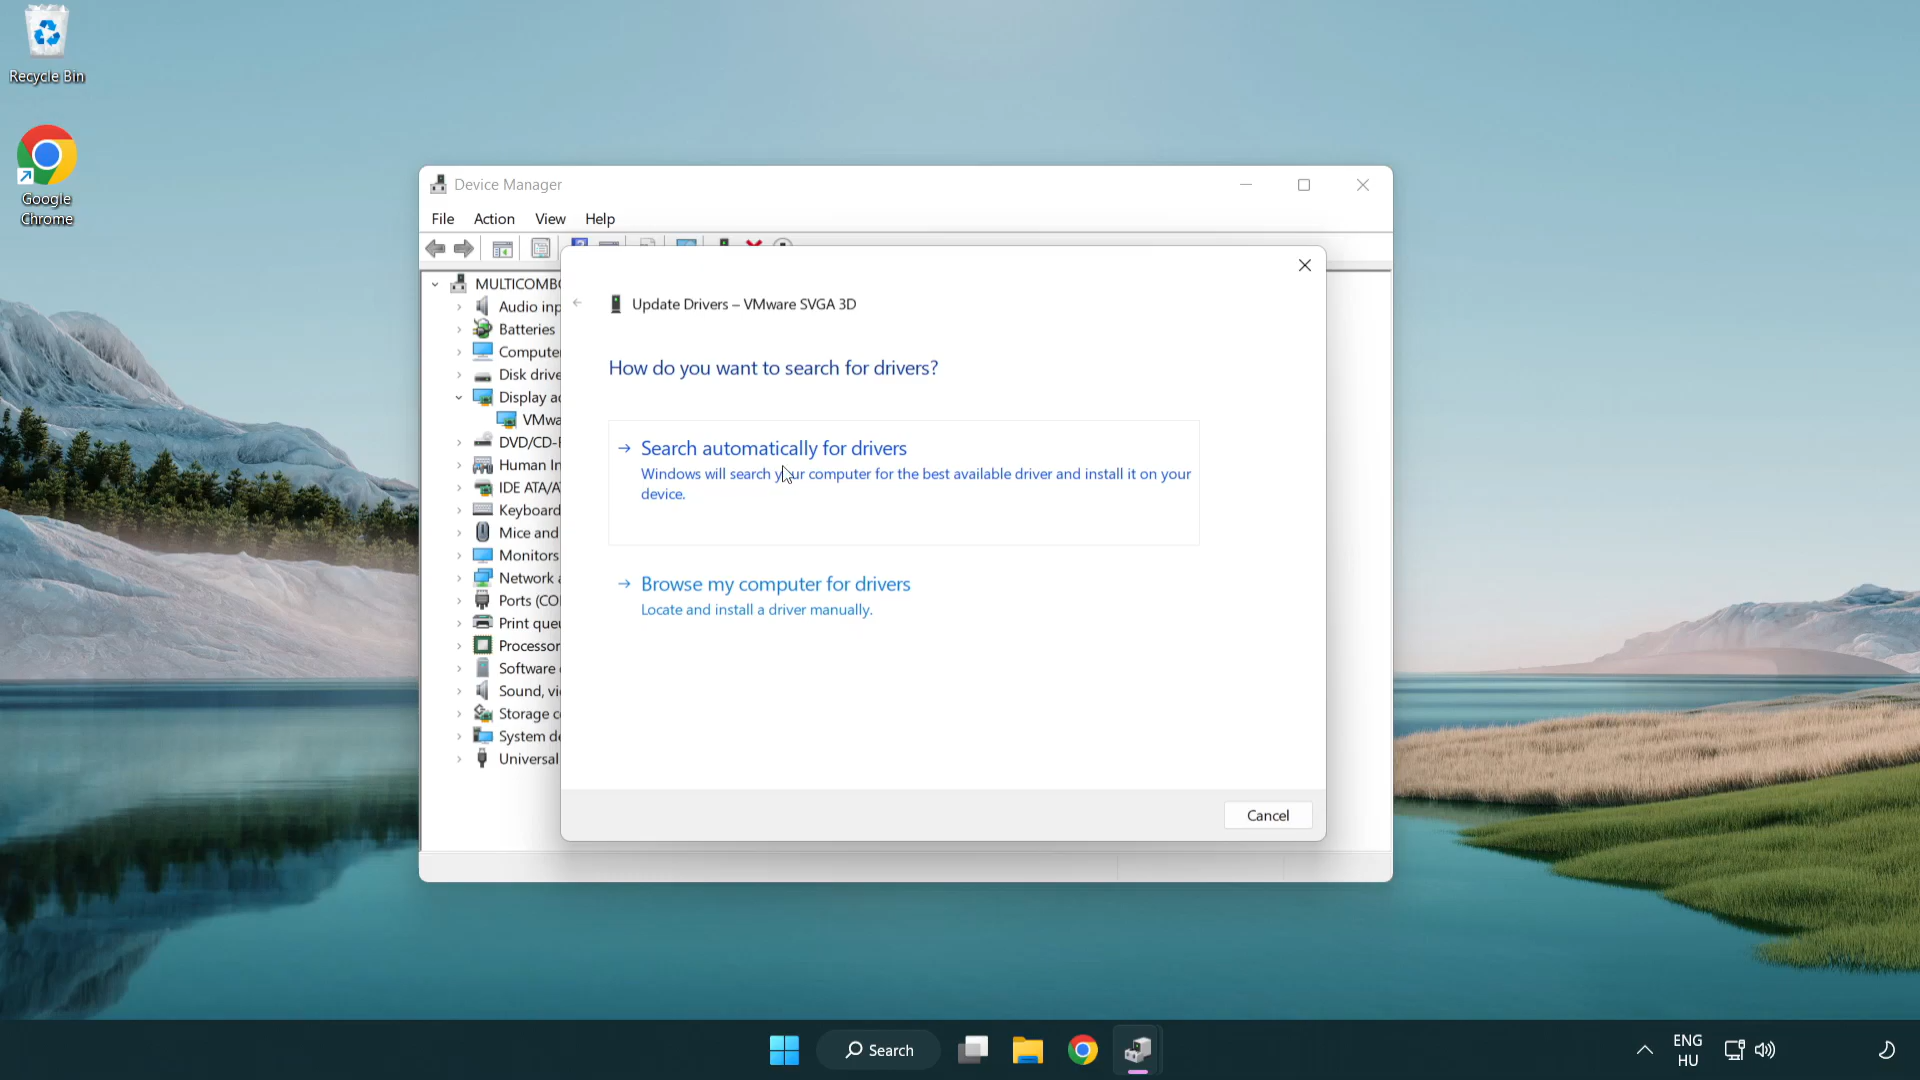 Recycle Bin
Google
Chrome
Device Manager
File Action View Help
MULTICOMBO
Audio inp
Batteries
Compute
Disk drive
Display a
VMwa
DVD/CD-
Human In
IDE ATA/A
Keyboard
Mice and
Monitors
Network
Ports (CO
Print que
Processor
Software
Sound, vi
Storage c
System de
Universal
Update Drivers – VMware SVGA 3D
How do you want to search for drivers?
Search automatically for drivers
Windows will search your computer for the best available driver and install it on your
device.
Browse my computer for drivers
Locate and install a driver manually.
Cancel
Search
ENG
HU